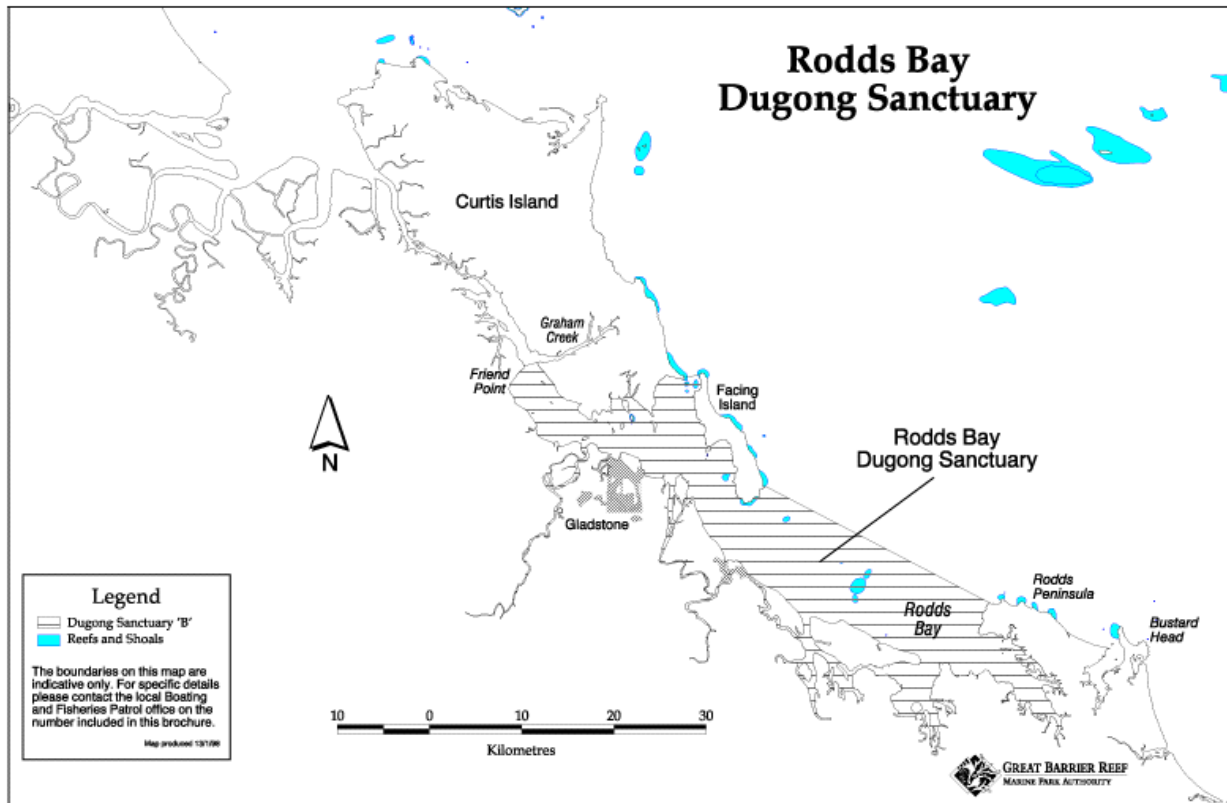 Rodds Bay
Dugong Sanctuary
Curtis Island
Graham
Creek
Friend
Point
Facing
Island
N
Rodds Bay
Dugong Sanctuary
Gladstone
Rodds
Peninsula
Rodds
Bay
Bustard
Head
Legend
Dugong Sanctuary 'B'
Reefs and Shoals
The boundaries on this map are
indicative only. For specific details
please contact the local Boating
and Fisheries Patrol office on the
number included in this brochure.
Map produced 13/1/98
10 0 10 20 30
Kilometres
GREAT BARRIER REEF
MARINE PARK AUTHORITY